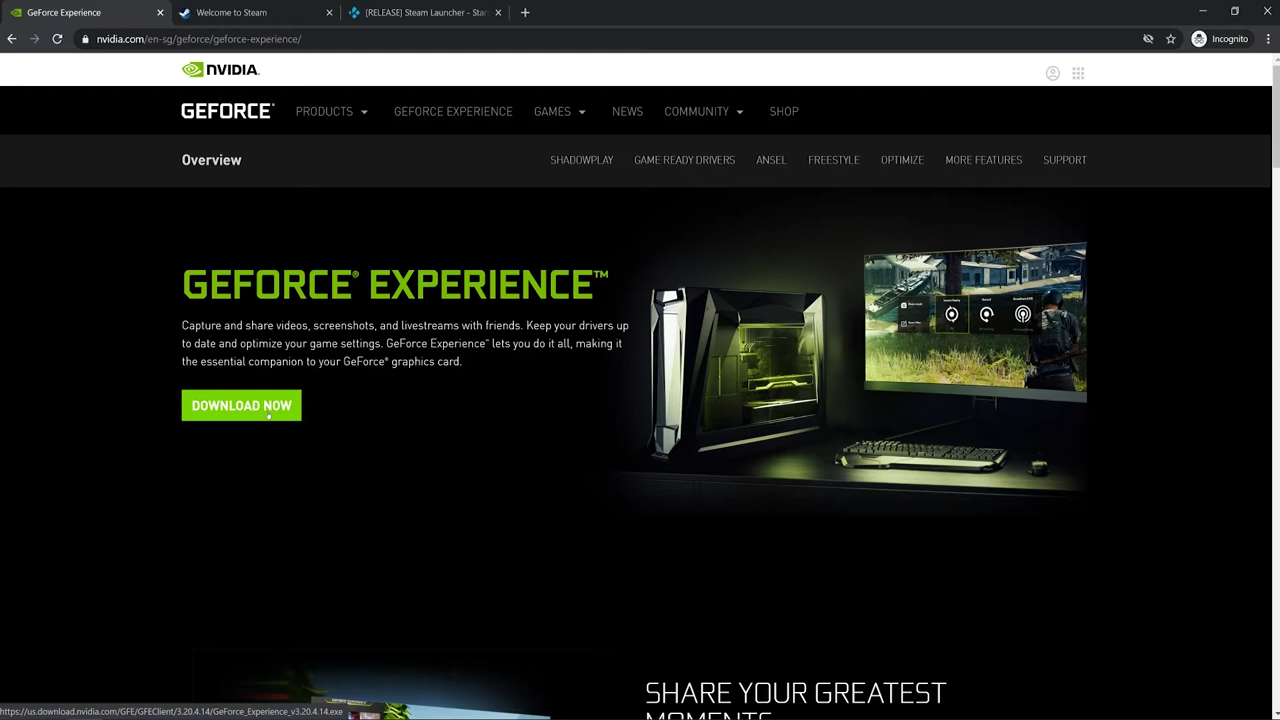 GeForce Experience
Welcome to Steam
[RELEASE] Steam Launcher - Star
nvidia.com/en-sg/geforce/geforce-experience/
Incognito
NVIDIA.
GEFORCE®
PRODUCTS
GEFORCE EXPERIENCE
GAMES
NEWS
COMMUNITY
SHOP
Overview
SHADOWPLAY
GAME READY DRIVERS
ANSEL
FREESTYLE
OPTIMIZE
MORE FEATURES
SUPPORT
GEFORCE® EXPERIENCE™
Capture and share videos, screenshots, and livestreams with friends. Keep your drivers up
to date and optimize your game settings. GeForce Experience™ lets you do it all, making it
the essential companion to your GeForce® graphics card.
DOWNLOAD NOW
SHARE YOUR GREATEST
MOMENTS
https://us.download.nvidia.com/GFE/GFEClient/3.20.4.14/GeForce_Experience_v3.20.4.14.exe